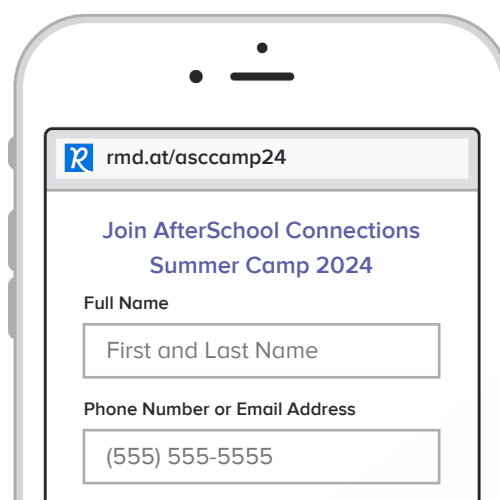 rmd.at/asccamp24
Join AfterSchool Connections
Summer Camp 2024
Full Name
First and Last Name
Phone Number or Email Address
(555) 555-5555